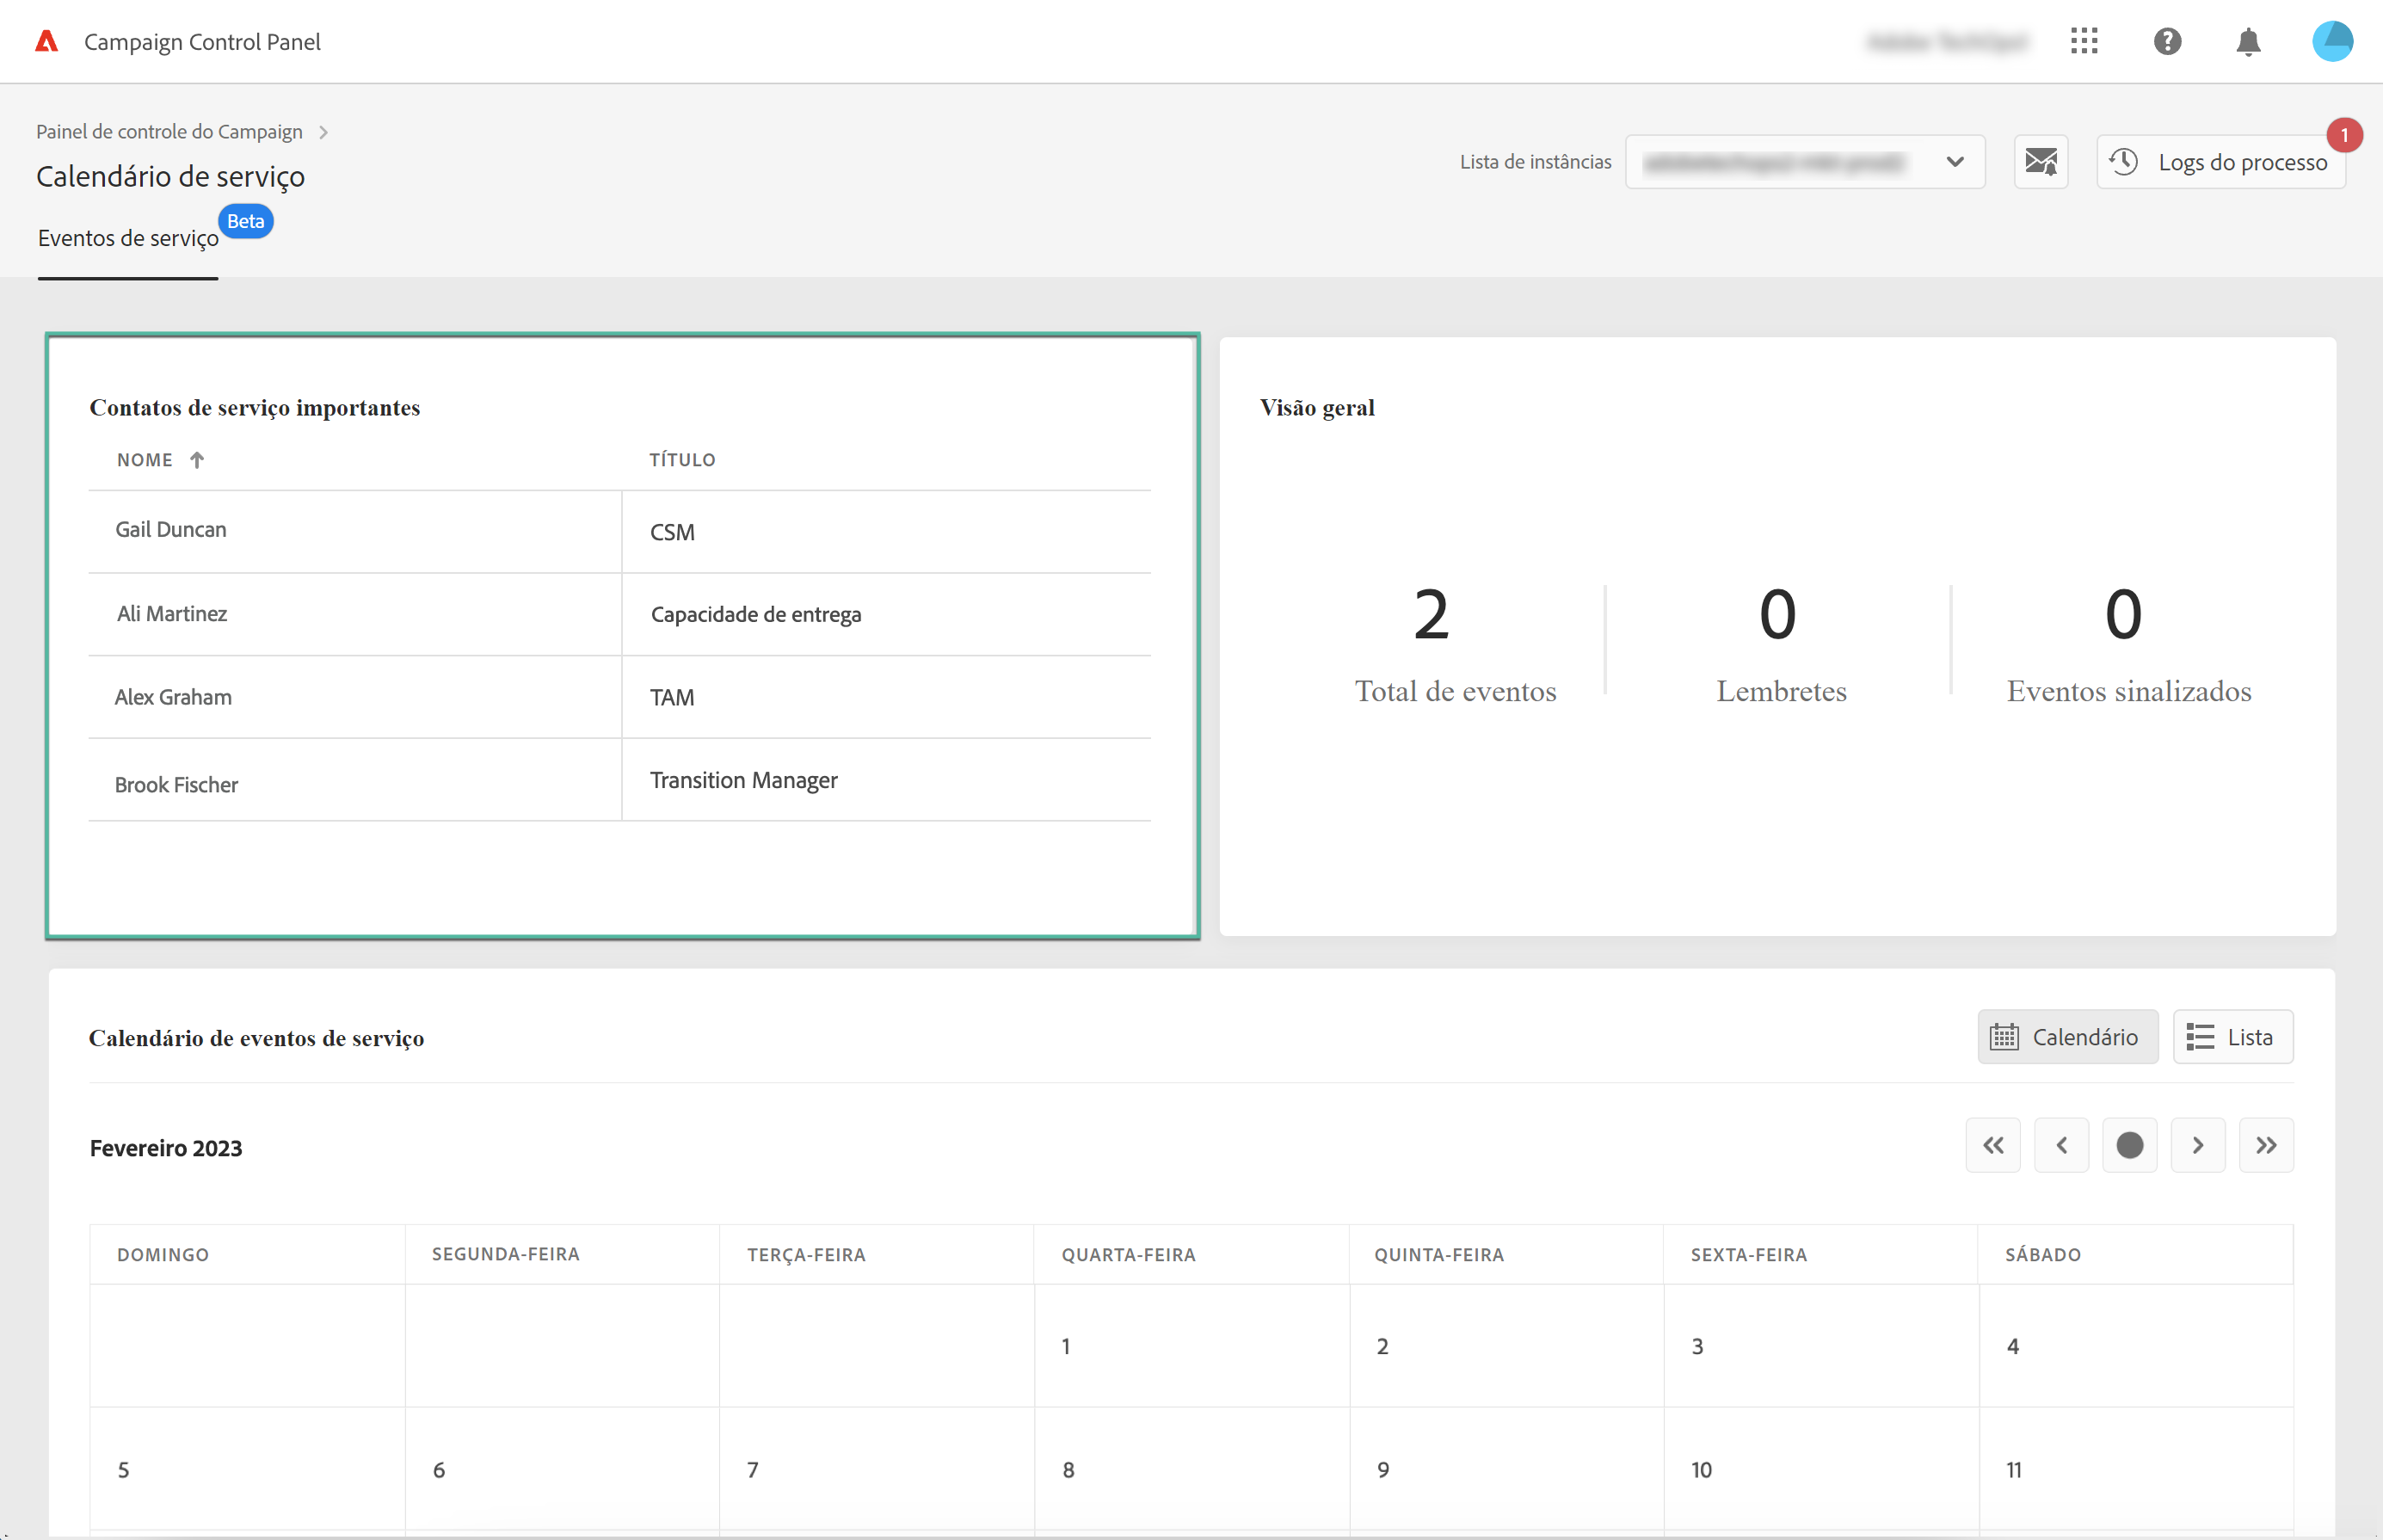 Campaign Control Panel
Painel de controle do Campaign
Calendário de serviço
Lista de instâncias
Logs do processo
1
Eventos de serviço
Beta
Contatos de serviço importantes
NOME TÍTULO
Gail Duncan CSM
Ali Martinez Capacidade de entrega
Alex Graham TAM
Brook Fischer Transition Manager
Visão geral
2 0 0
Total de eventos Lembretes Eventos sinalizados
Calendário de eventos de serviço
Calendário Lista
Fevereiro 2023
DOMINGO SEGUNDA-FEIRA TERÇA-FEIRA QUARTA-FEIRA QUINTA-FEIRA SEXTA-FEIRA SÁBADO
1 2 3 4
5 6 7 8 9 10 11